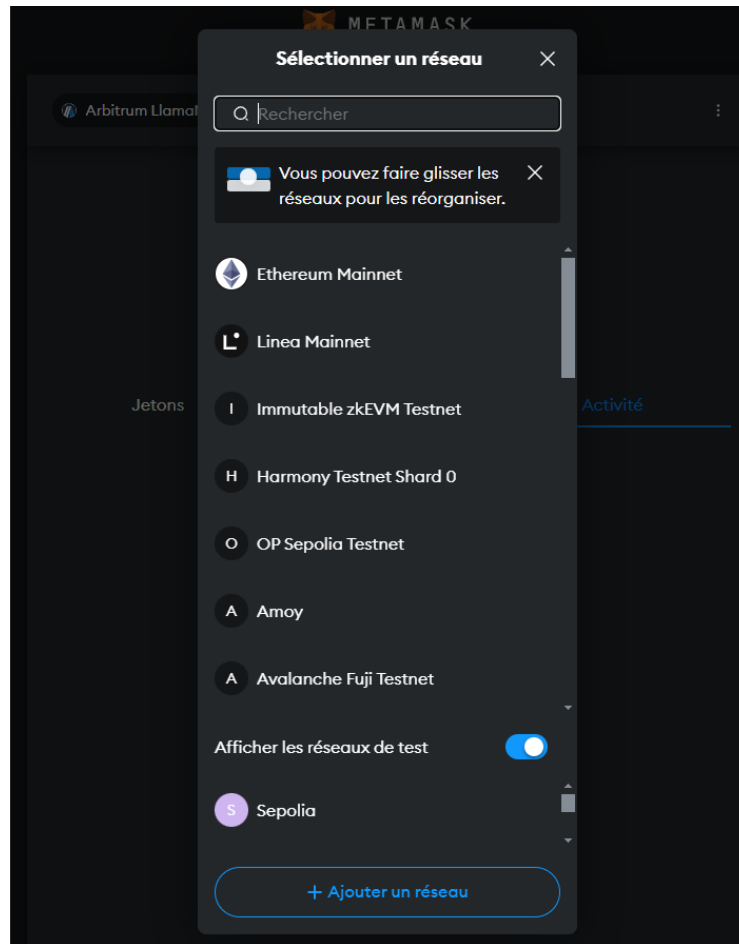 METAMASK
Sélectionner un réseau
Arbitrum Llama
Rechercher
Vous pouvez faire glisser les
réseaux pour les réorganiser.
Ethereum Mainnet
L
Linea Mainnet
Jetons
I
Immutable zkEVM Testnet
Activité
H
Harmony Testnet Shard 0
O
OP Sepolia Testnet
A
Amoy
A
Avalanche Fuji Testnet
Afficher les réseaux de test
S
Sepolia
+ Ajouter un réseau